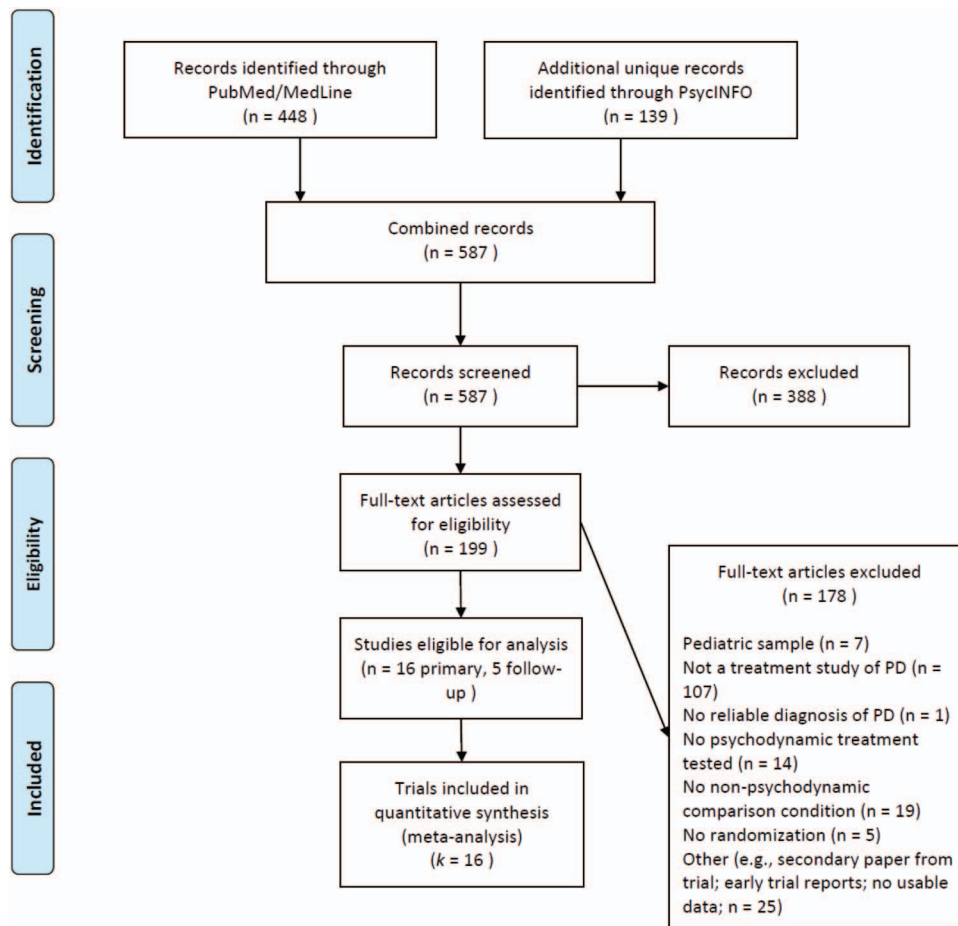 Identification
Records identified through
PubMed/MedLine
(n = 448 )
Additional unique records
identified through PsycINFO
(n = 139 )
Combined records
(n = 587 )
Screening
Records screened
(n = 587 )
Records excluded
(n = 388 )
Eligibility
Full-text articles assessed
for eligibility
(n = 199 )
Full-text articles excluded
(n = 178 )
Pediatric sample (n = 7)
Not a treatment study of PD (n =
107)
No reliable diagnosis of PD (n = 1)
No psychodynamic treatment
tested (n = 14)
No non-psychodynamic
comparison condition (n = 19)
No randomization (n = 5)
Other (e.g., secondary paper from
trial; early trial reports; no usable
data; n = 25)
Studies eligible for analysis
(n = 16 primary, 5 follow-
up )
Included
Trials included in
quantitative synthesis
(meta-analysis)
(k = 16 )